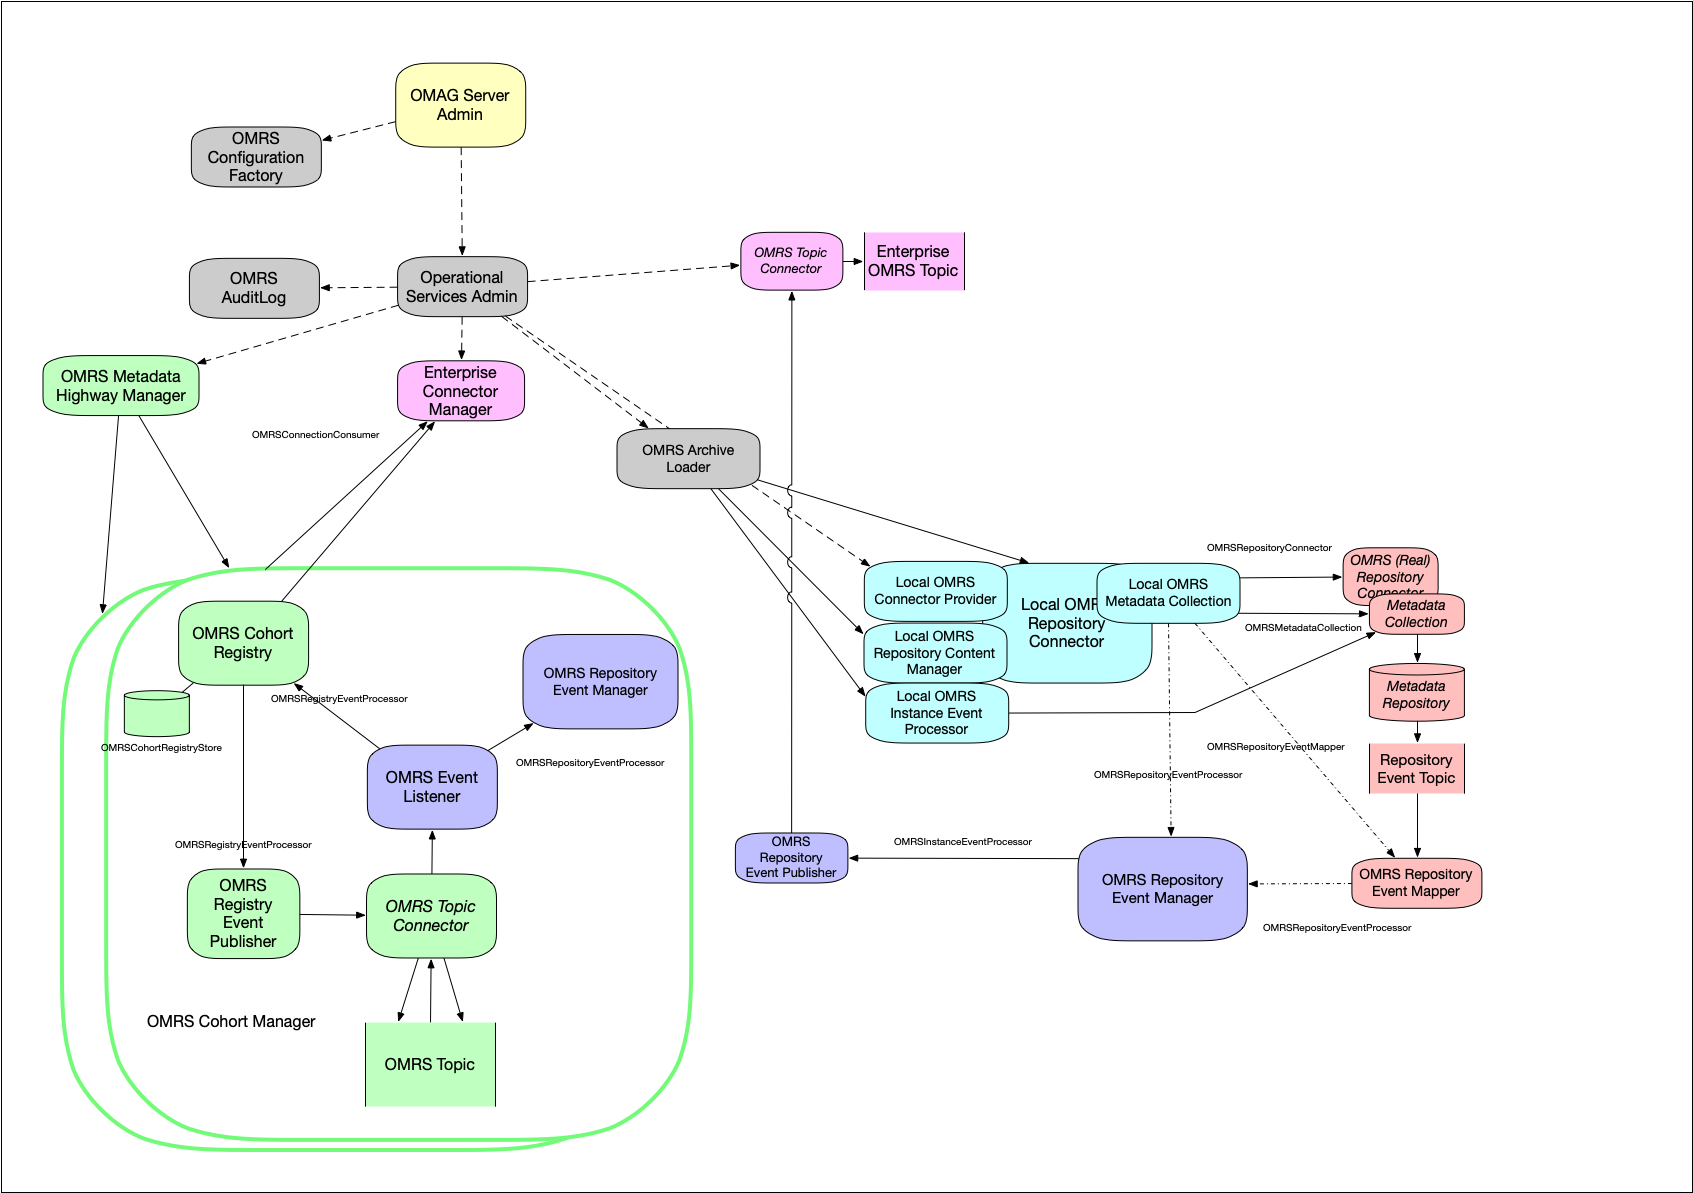 OMAG Server
Admin
OMRS
Configuration
Factory
OMRS
AuditLog
Operational
Services Admin
OMRS Topic
Connector
Enterprise
OMRS Topic
OMRS Metadata
Highway Manager
Enterprise
Connector
Manager
OMRSConnectionConsumer
OMRS Archive
Loader
Local OMRS
Connector Provider
Local OMR
Repository
Connector
Local OMRS
Metadata Collection
OMRSRepositoryConnector
OMRS (Real)
Repository
Connector
Metadata
Collection
OMRSMetadataCollection
Local OMRS
Repository Content
Manager
Local OMRS
Instance Event
Processor
Metadata
Repository
Repository
Event Topic
OMRSRepositoryEventMapper
OMRSRepositoryEventProcessor
OMRS Cohort
Registry
OMRSRegistryEventProcessor
OMRSCohortRegistryStore
OMRS Repository
Event Manager
OMRSRepositoryEventProcessor
OMRS Event
Listener
OMRSRegistryEventProcessor
OMRS
Registry
Event
Publisher
OMRS Topic
Connector
OMRS Cohort Manager
OMRS Topic
OMRS
Repository
Event Publisher
OMRSInstanceEventProcessor
OMRS Repository
Event Manager
OMRS Repository
Event Mapper
OMRSRepositoryEventProcessor